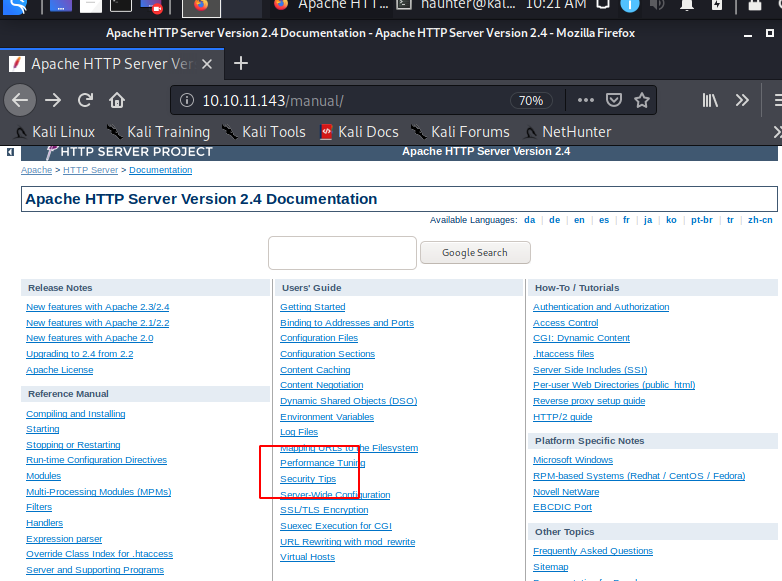 Apache HTT...
haunter@kal...
10:21 AM
Apache HTTP Server Version 2.4 Documentation - Apache HTTP Server Version 2.4 - Mozilla Firefox
Apache HTTP Server Ver
10.10.11.143/manual/
70%
Kali Linux
Kali Training
Kali Tools
Kali Docs
Kali Forums
NetHunter
HTTP SERVER PROJECT
Apache HTTP Server Version 2.4
Apache > HTTP Server > Documentation
Apache HTTP Server Version 2.4 Documentation
Available Languages: da | de | en | es | fr | ja | ko | pt-br | tr | zh-cn
Google Search
Release Notes
New features with Apache 2.3/2.4
New features with Apache 2.1/2.2
New features with Apache 2.0
Upgrading to 2.4 from 2.2
Apache License
Reference Manual
Compiling and Installing
Starting
Stopping or Restarting
Run-time Configuration Directives
Modules
Multi-Processing Modules (MPMs)
Filters
Handlers
Expression parser
Override Class Index for .htaccess
Server and Supporting Programs
Users' Guide
Getting Started
Binding to Addresses and Ports
Configuration Files
Configuration Sections
Content Caching
Content Negotiation
Dynamic Shared Objects (DSO)
Environment Variables
Log Files
Mapping URLs to the Filesystem
Performance Tuning
Security Tips
Server-Wide Configuration
SSL/TLS Encryption
Suexec Execution for CGI
URL Rewriting with mod_rewrite
Virtual Hosts
How-To / Tutorials
Authentication and Authorization
Access Control
CGI: Dynamic Content
.htaccess files
Server Side Includes (SSI)
Per-user Web Directories (public_html)
Reverse proxy setup guide
HTTP/2 guide
Platform Specific Notes
Microsoft Windows
RPM-based Systems (Redhat / CentOS / Fedora)
Novell NetWare
EBCDIC Port
Other Topics
Frequently Asked Questions
Sitemap